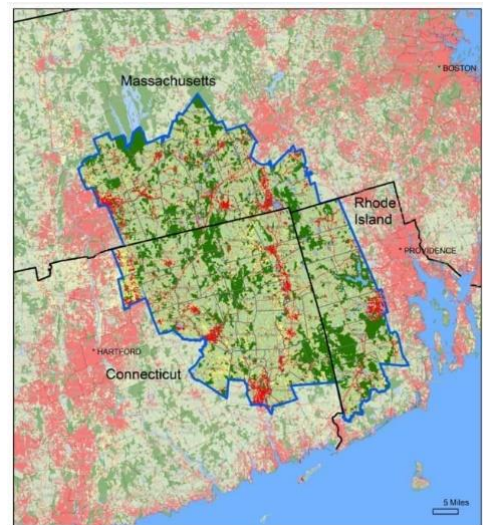 BOSTON
Massachusetts
Rhode
Island
PROVIDENCE
HARTFORD
Connecticut
5 Miles